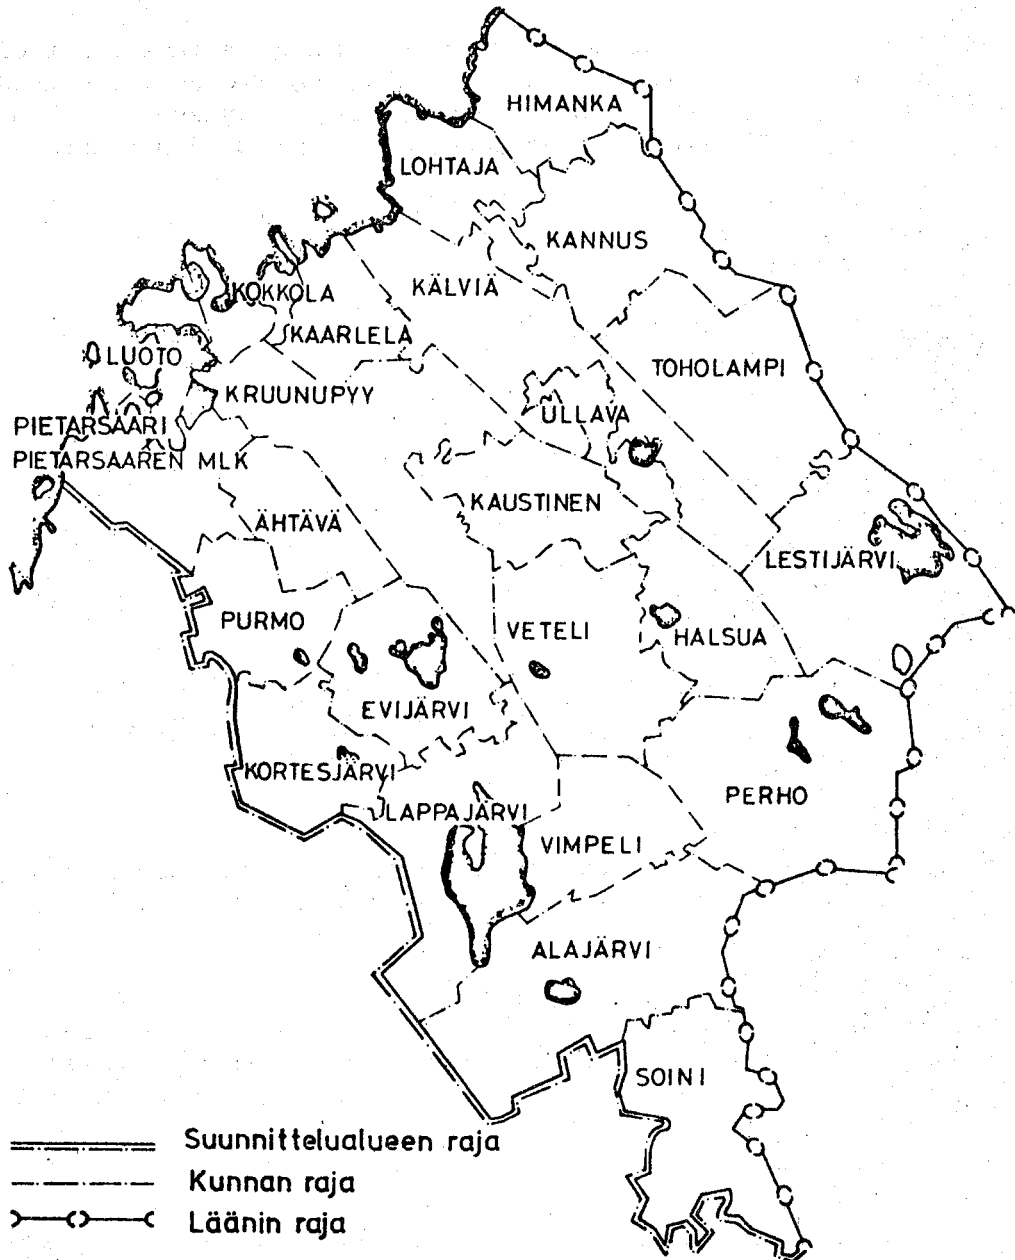 HIMANKA
LOHTAJA
KANNUS
KÄLVIÄ
KOKKOLA
KAARLELA
LUOTO
TOHOLAMPI
KRUUNUPYY
ULLAVA
PIETARSAARI
PIETARSAAREN MLK
KAUSTINEN
ÄHTÄVÄ
LESTIJÄRVI
PURMO
VETELI
HALSUA
EVIJÄRVI
KORTESJÄRVI
PERHO
LAPPAJÄRVI
VIMPELI
ALAJÄRVI
SOINI
Suunnittelualueen raja
Kunnan raja
Läänin raja